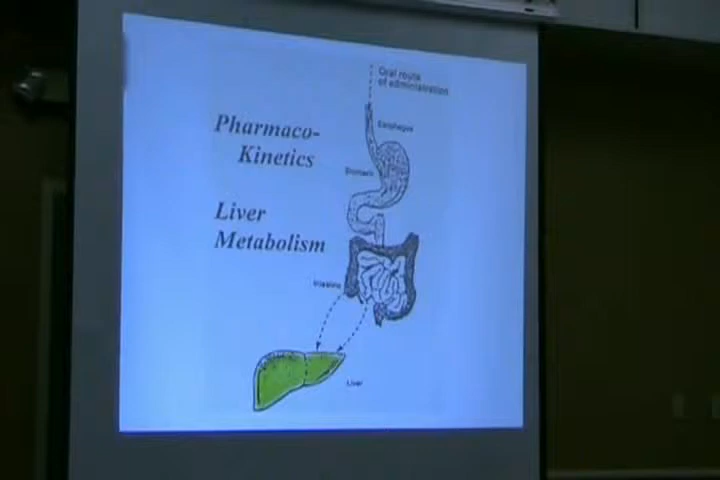 Oral route
of administration
Esophagus
Pharmaco-
Kinetics
Stomach
Liver
Metabolism
Intestine
Liver